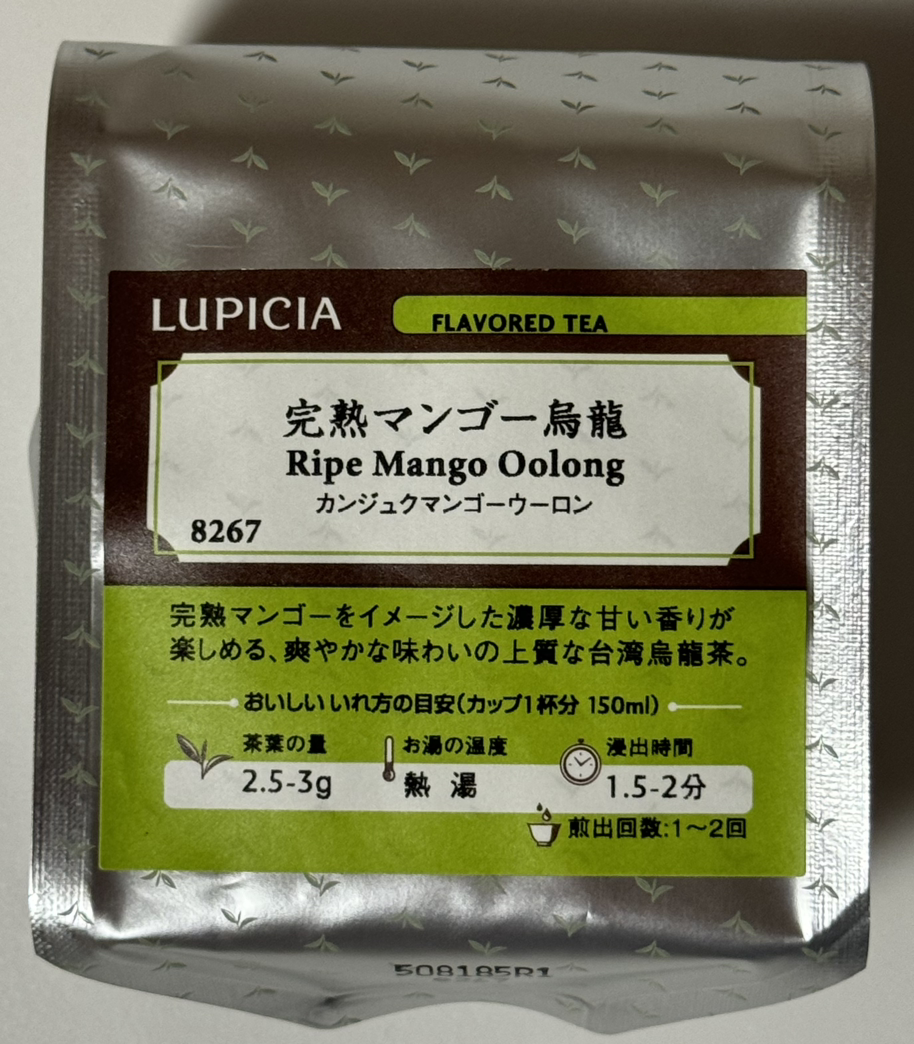 LUPICIA
FLAVORED TEA
完熟マンゴー烏龍
Ripe Mango Oolong
カンジュクマンゴーウーロン
8267
完熟マンゴーをイメージした濃厚な甘い香りが
楽しめる、爽やかな味わいの上質な台湾烏龍茶。
おいしいいれ方の目安(カップ1杯分 150ml)
茶葉の量 お湯の温度 浸出時間
2.5-3g 熱湯 1.5-2分
煎出回数:1〜2回
508185R1